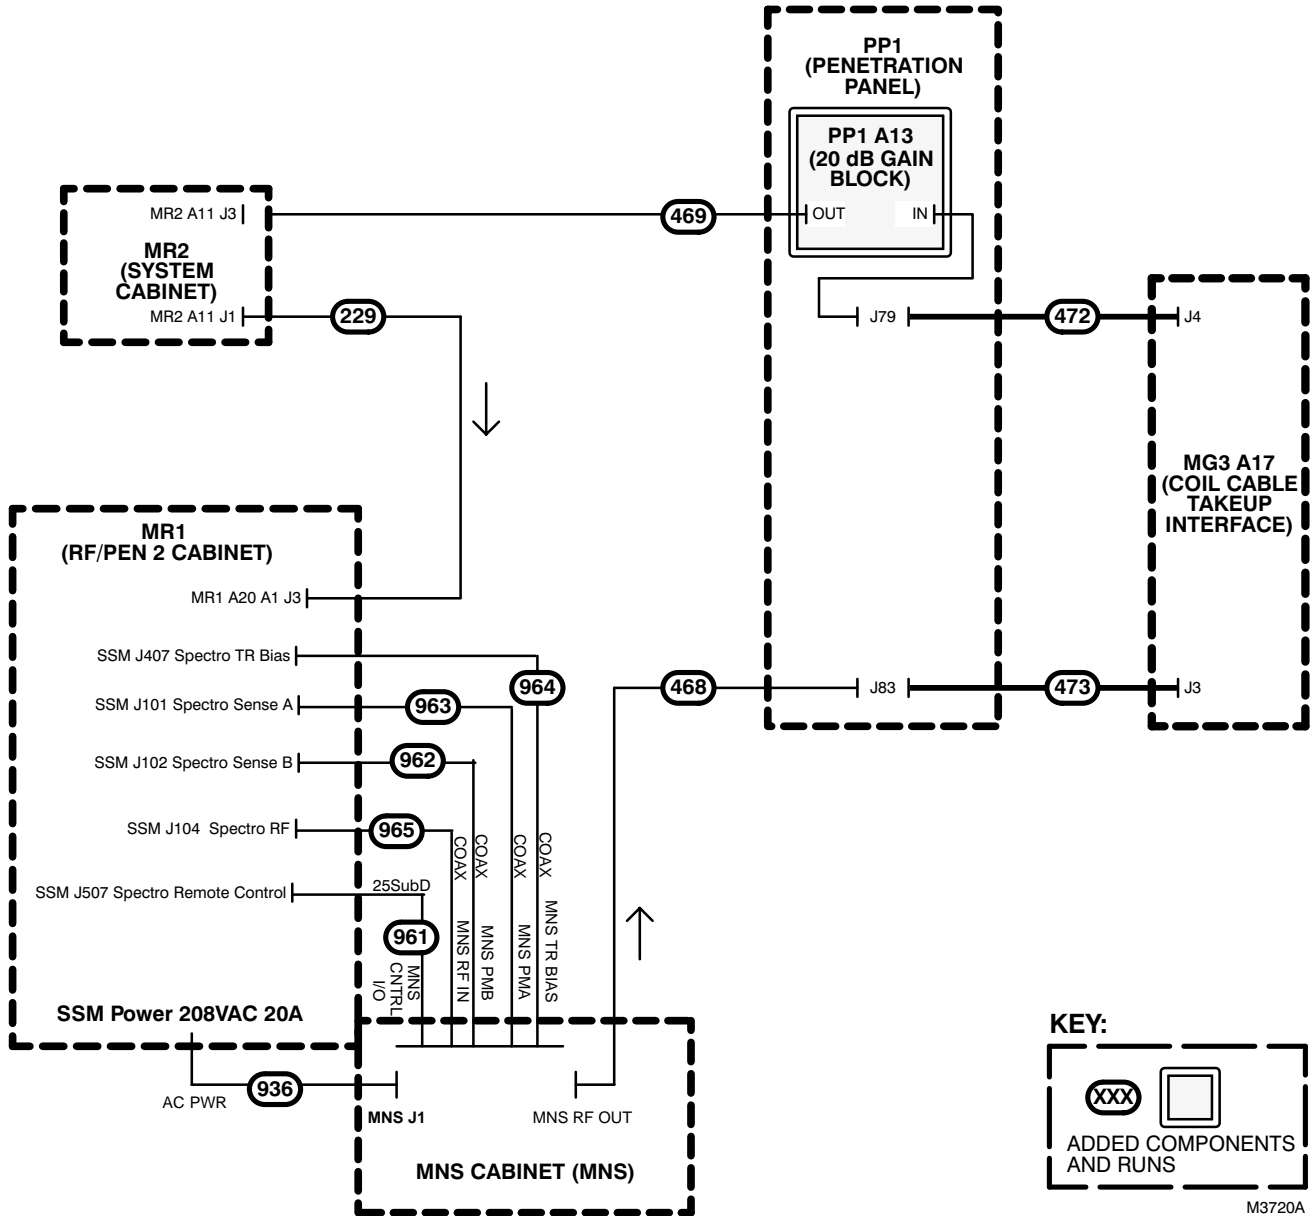 PP1
(PENETRATION
PANEL)
PP1 A13
(20 dB GAIN
BLOCK)
OUT
IN
MR2 A11 J3
469
MR2
(SYSTEM
CABINET)
MR2 A11 J1
229
J79
472
J4
MG3 A17
(COIL CABLE
TAKEUP
INTERFACE)
MR1
(RF/PEN 2 CABINET)
MR1 A20 A1 J3
SSM J407 Spectro TR Bias
964
468
J83
473
J3
SSM J101 Spectro Sense A
963
SSM J102 Spectro Sense B
962
SSM J104 Spectro RF
965
SSM J507 Spectro Remote Control
25SubD
961
MNS
CNTRL
I/O
COAX
MNS RF IN
COAX
MNS PMB
COAX
MNS PMA
COAX
MNS TR BIAS
SSM Power 208VAC 20A
AC PWR
936
MNS J1
MNS RF OUT
MNS CABINET (MNS)
KEY:
XXX
ADDED COMPONENTS
AND RUNS
M3720A